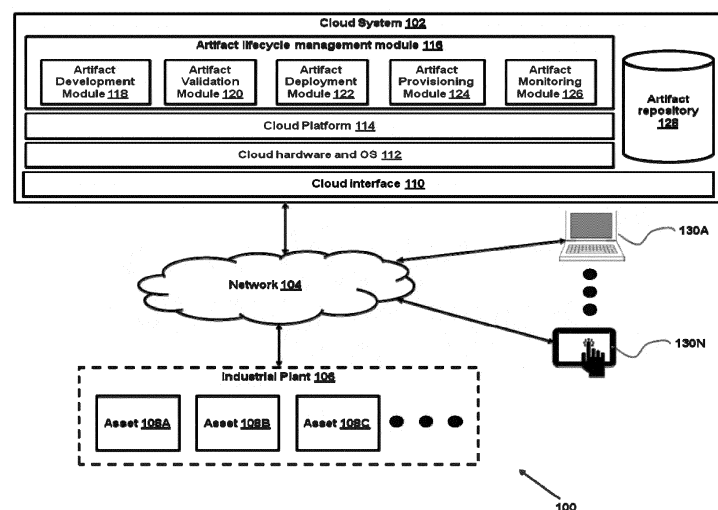 Cloud System 102
Artifact lifecycle management module 116
Artifact
Development
Module 118
Artifact
Validation
Module 120
Artifact
Deployment
Module 122
Artifact
Provisioning
Module 124
Artifact
Monitoring
Module 126
Artifact
repository
128
Cloud Platform 114
Cloud hardware and OS 112
Cloud interface 110
130A
Network 104
130N
Industrial Plant 106
Asset 108A
Asset 108B
Asset 108C
100